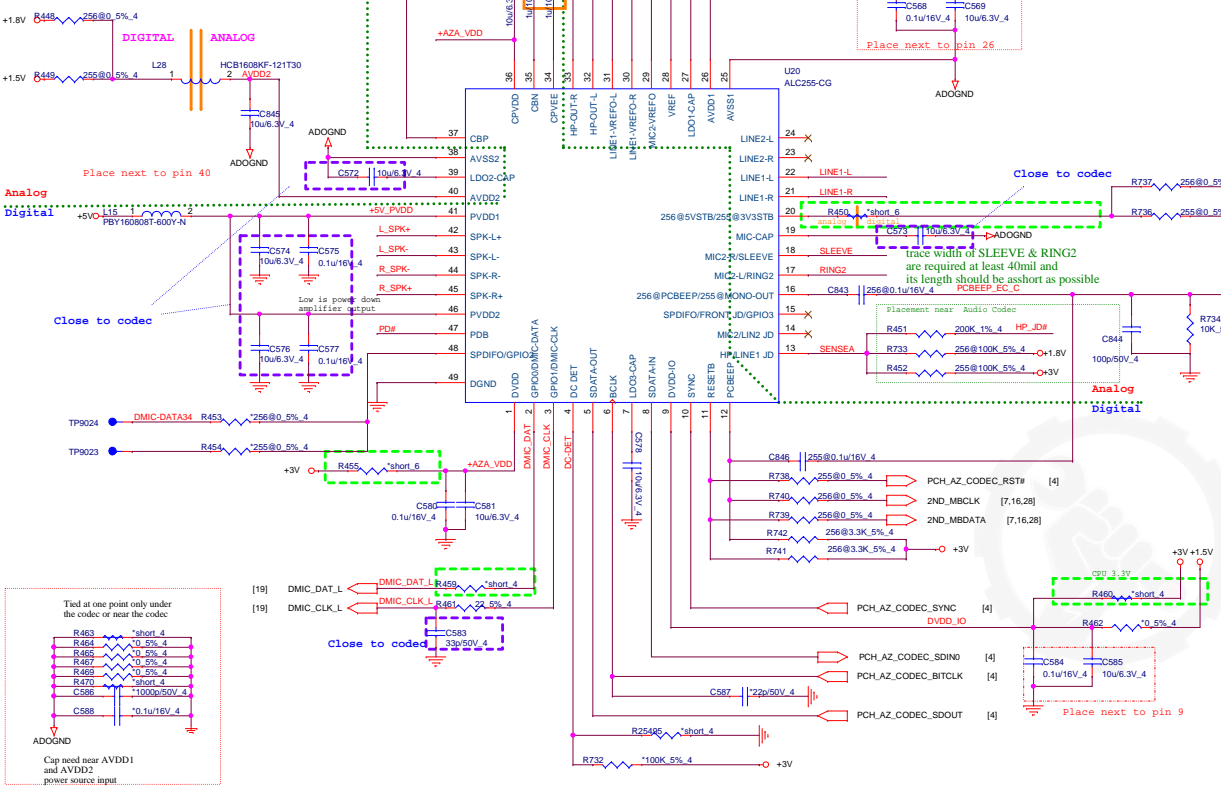 +1.8V
R448
256@0_5%_4
DIGITAL
ANALOG
+1.5V
R449
255@0_5%_4
L28
HCB1608KF-121T30
1
2
AVDD2
C845
10u/6.3V_4
ADOGND
Place next to pin 40
Analog
Digital
+5V
L15
1
2
PBY160808T-600Y-N
+5V_PVDD
+AZA_VDD
C568
0.1u/16V_4
C569
10u/6.3V_4
Place next to pin 26
ADOGND
U20
ALC255-CG
36
35
34
33
32
31
30
29
28
27
26
25
CPVDD
CBN
CPVEE
HP-OUT-R
HP-OUT-L
LINE1-VREFO-L
LINE1-VREFO-R
MIC2-VREFO
VREF
LDO1-CAP
AVDD1
AVSS1
ADOGND
C572
10u/6.3V_4
37
CBP
38
AVSS2
39
LDO2-CAP
40
AVDD2
41
PVDD1
L_SPK+
42
SPK-L+
L_SPK-
43
SPK-L-
R_SPK-
44
SPK-R-
R_SPK+
45
SPK-R+
46
PVDD2
PD#
47
PDB
48
SPDIFO/GPIO2
49
DGND
LINE2-L
24
LINE2-R
23
LINE1-L
22
LINE1-L
LINE1-R
21
LINE1-R
256@5VSTB/255@3VSTB
20
MIC-CAP
19
MIC2-R/SLEEVE
18
SLEEVE
MIC2-L/RING2
17
RING2
256@PCBEEP/255@MONO-OUT
16
SPDIFO/FRONT JD/GPIO3
15
MIC2/LIN2 JD
14
HP/LINE1 JD
13
SENSEA
Close to codec
R737
256@0_5%
R736
255@0_5%
R450
*short_6
analog
digital
C573
10u/6.3V_4
ADOGND
trace width of SLEEVE & RING2
are required at least 40mil and
its length should be asshort as possible
C843
256@0.1u/16V_4
PCBEEP_EC_C
Placement near Audio Codec
R451
200K_1%_4
HP_JD#
R733
256@100K_5%_4
+1.8V
R452
255@100K_5%_4
+3V
C844
100p/50V_4
R734
Analog
Digital
C574
10u/6.3V_4
C575
0.1u/16V_4
Low is power down
amplifier output
Close to codec
C576
10u/6.3V_4
C577
0.1u/16V_4
DVDD
GPIO0/DMIC-DATA
GPIO1/DMIC-CLK
DC DET
SDATA-OUT
BCLK
LDO3-CAP
SDATA-IN
DVDD-IO
SYNC
RESETB
PCBEEP
1
2
3
4
5
6
7
8
9
10
11
12
DMIC_DAT
DMIC_CLK
DC-DET
C578
10u/6.3V_4
TP9024
DMIC-DATA34
R453
*256@0_5%_4
TP9023
R454
*255@0_5%_4
+3V
R455
*short_6
+AZA_VDD
C580
0.1u/16V_4
C581
10u/6.3V_4
C846
255@0.1u/16V_4
R738
255@0_5%_4
PCH_AZ_CODEC_RST#
[4]
R740
256@0_5%_4
2ND_MBCLK
[7,16,28]
R739
256@0_5%_4
2ND_MBDATA
[7,16,28]
R742
256@3.3K_5%_4
R741
256@3.3K_5%_4
+3V
[19]
DMIC_DAT_L
DMIC_DAT_L
R459
*short_4
[19]
DMIC_CLK_L
DMIC_CLK_L
R461
22_5%_4
Close to codec
C583
33p/50V_4
+3V
+1.5V
CPU 3.3V
R460
*short_4
PCH_AZ_CODEC_SYNC
[4]
DVDD_IO
R462
*0_5%_4
PCH_AZ_CODEC_SDIN0
[4]
PCH_AZ_CODEC_BITCLK
[4]
C584
0.1u/16V_4
C585
10u/6.3V_4
Place next to pin 9
C587
*22p/50V_4
PCH_AZ_CODEC_SDOUT
[4]
R25495
*short_4
R732
*100K_5%_4
+3V
Tied at one point only under
the codec or near the codec
R463
*short_4
R464
*0_5%_4
R465
*0_5%_4
R467
*0_5%_4
R469
*0_5%_4
R470
*short_4
C586
*1000p/50V_4
C588
*0.1u/16V_4
ADOGND
Cap need near AVDD1
and AVDD2
power source input